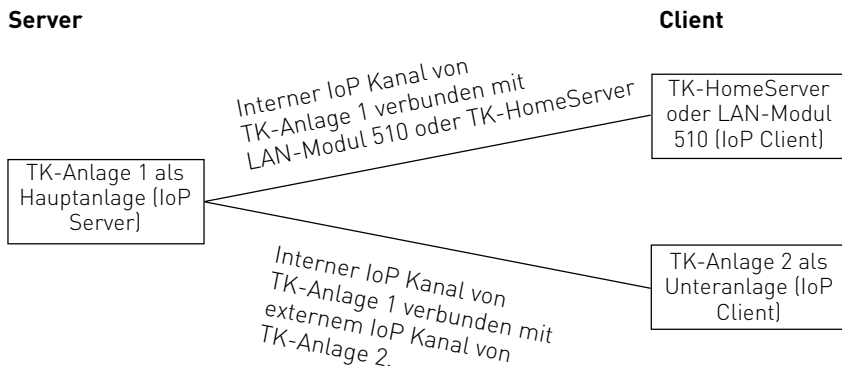 Server
Client
Interner IoP Kanal von
TK-Anlage 1 verbunden mit
LAN-Modul 510 oder TK-HomeServer
TK-HomeServer
oder LAN-Modul
510 (IoP Client)
TK-Anlage 1 als
Hauptanlage (IoP
Server)
Interner IoP Kanal von
TK-Anlage 1 verbunden mit
externem IoP Kanal von
TK-Anlage 2.
TK-Anlage 2 als
Unteranlage (IoP
Client)